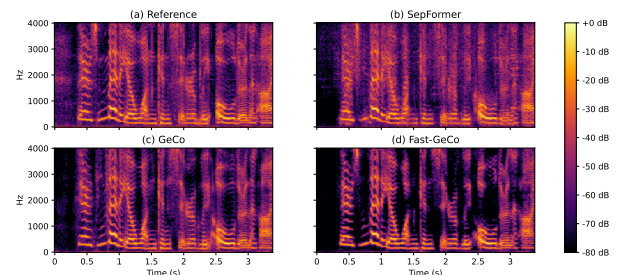 (a) Reference
(b) SepFormer
+0 dB
-10 dB
-20 dB
-30 dB
-40 dB
-50 dB
-60 dB
-70 dB
-80 dB
4000
3000
2000
1000
0
Hz
(c) GeCo
(d) Fast-GeCo
4000
3000
2000
1000
0
Hz
0 0.5 1 1.5 2 2.5 3
0 0.5 1 1.5 2 2.5 3
Time (s)
Time (s)